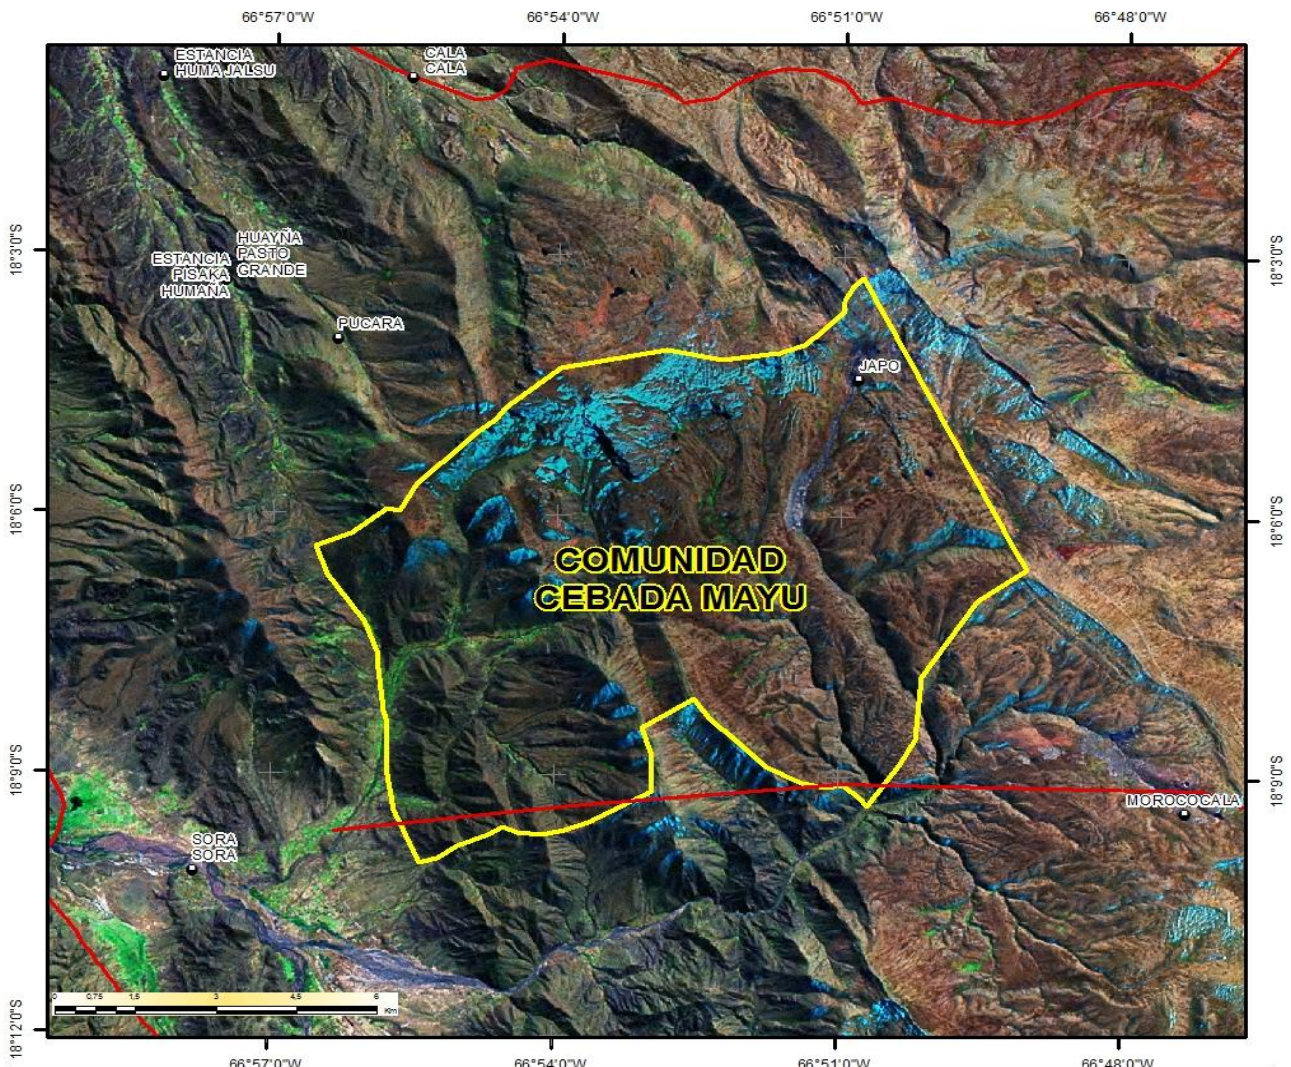 66°57'0"W
66°54'0"W
66°51'0"W
66°48'0"W
ESTANCIA
HUMA JALSU
CALA
CALA
18°3'0"S
18°3'0"S
HUAYÑA
PASTO
GRANDE
ESTANCIA
PISAKA
HUMAÑA
PUCARA
JAPO
18°6'0"S
18°6'0"S
COMUNIDAD
CEBADA MAYU
18°9'0"S
18°9'0"S
MOROCOCALA
SORA
SORA
0 0,75 1,5 3 4,5 6
Km
18°12'0"S
66°57'0"W
66°54'0"W
66°51'0"W
66°48'0"W